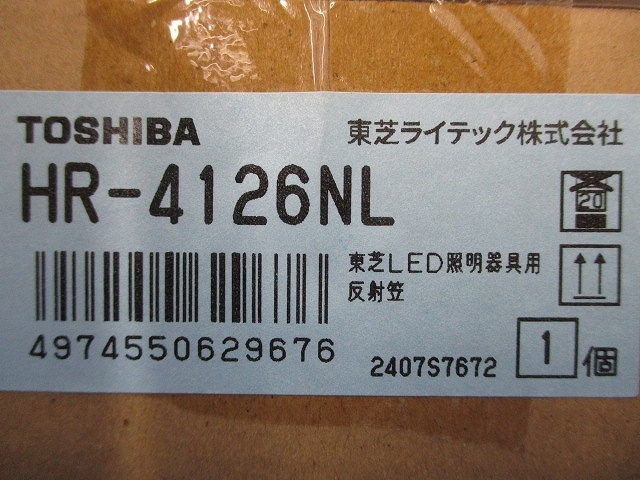 TOSHIBA 東芝ライテック株式会社
HR-4126NL
20
東芝LED照明器具用
反射笠
4974550629676
2407S7672 1 個